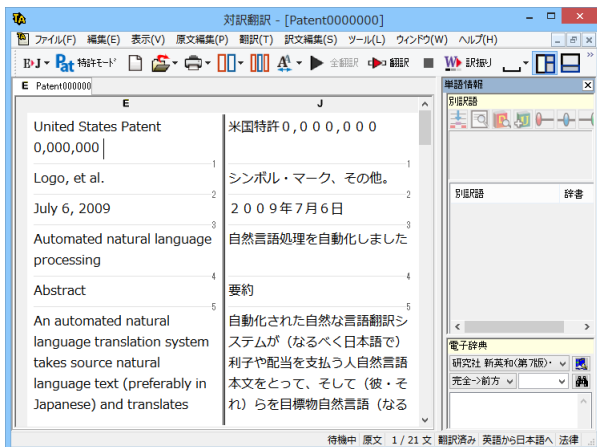 対訳翻訳 - [Patent0000000]
ファイル(F) 編集(E) 表示(V) 原文編集(P) 翻訳(T) 訳文編集(S) ツール(L) ウィンドウ(W) ヘルプ(H)
E›J Pat 特許モード 全翻訳 翻訳 訳振り
E Patent000000
E J
United States Patent
0,000,000
米国特許０,０００,０００
1 1
Logo, et al.
シンボル・マーク、その他。
2 2
July 6, 2009
２００９年７月６日
3 3
Automated natural language
processing
自然言語処理を自動化しました
4 4
Abstract
要約
5 5
An automated natural
language translation system
takes source natural
language text (preferably in
Japanese) and translates
自動化された自然な言語翻訳シ
ステムが（なるべく日本語で）
利子や配当を支払う人自然言語
本文をとって、そして（彼・そ
れ）らを目標物自然言語（なる
単語情報
別訳語
別訳語 辞書
電子辞典
研究社 新英和(第7版)・
完全->前方
待機中 原文 1 / 21 文 翻訳済み 英語から日本語へ 法律